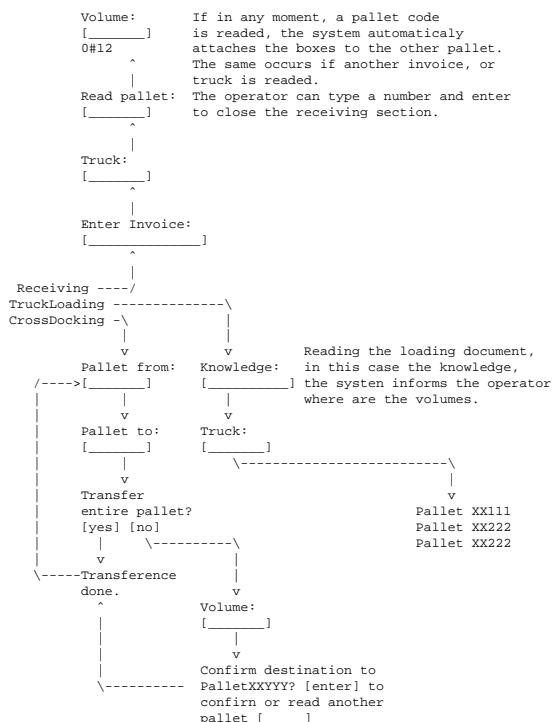 Volume:       If in any moment, a pallet code
[_______]     is readed, the system automaticaly
0#12          attaches the boxes to the other pallet.
^      The same occurs if another invoice, or
|      truck is readed.
Read pallet:  The operator can type a number and enter
[_______]     to close the receiving section.
^
|
Truck:
[_______]
^
|
Enter Invoice:
[______________]
^
|
Receiving ----/
TruckLoading --------------\
CrossDocking -\            |
|            |
v            v         Reading the loading document,
Pallet from:   Knowledge:   in this case the knowledge,
/---->[_______]      [__________] the systen informs the operator
|     |              |         where are the volumes.
|     v              v
|     Pallet to:     Truck:
|     [_______]      [_______]
|     |              \--------------------------\
|     v                                         |
|     Transfer                                  v
|     entire pallet?                            Pallet XX111
|     [yes] [no]                                Pallet XX222
|     |     \----------\                        Pallet XX222
|     v                |
\-----Transference     |
done.            v
^         Volume:
|         [_______]
|         |
|         v
|         Confirm destination to
\---------- PalletXXYYY? [enter] to
confirn or read another
pallet [_____]